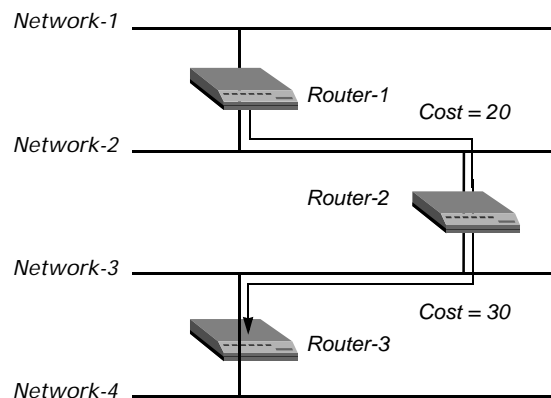 Network-1
Router-1
Cost = 20
Network-2
Router-2
Network-3
Cost = 30
Router-3
Network-4